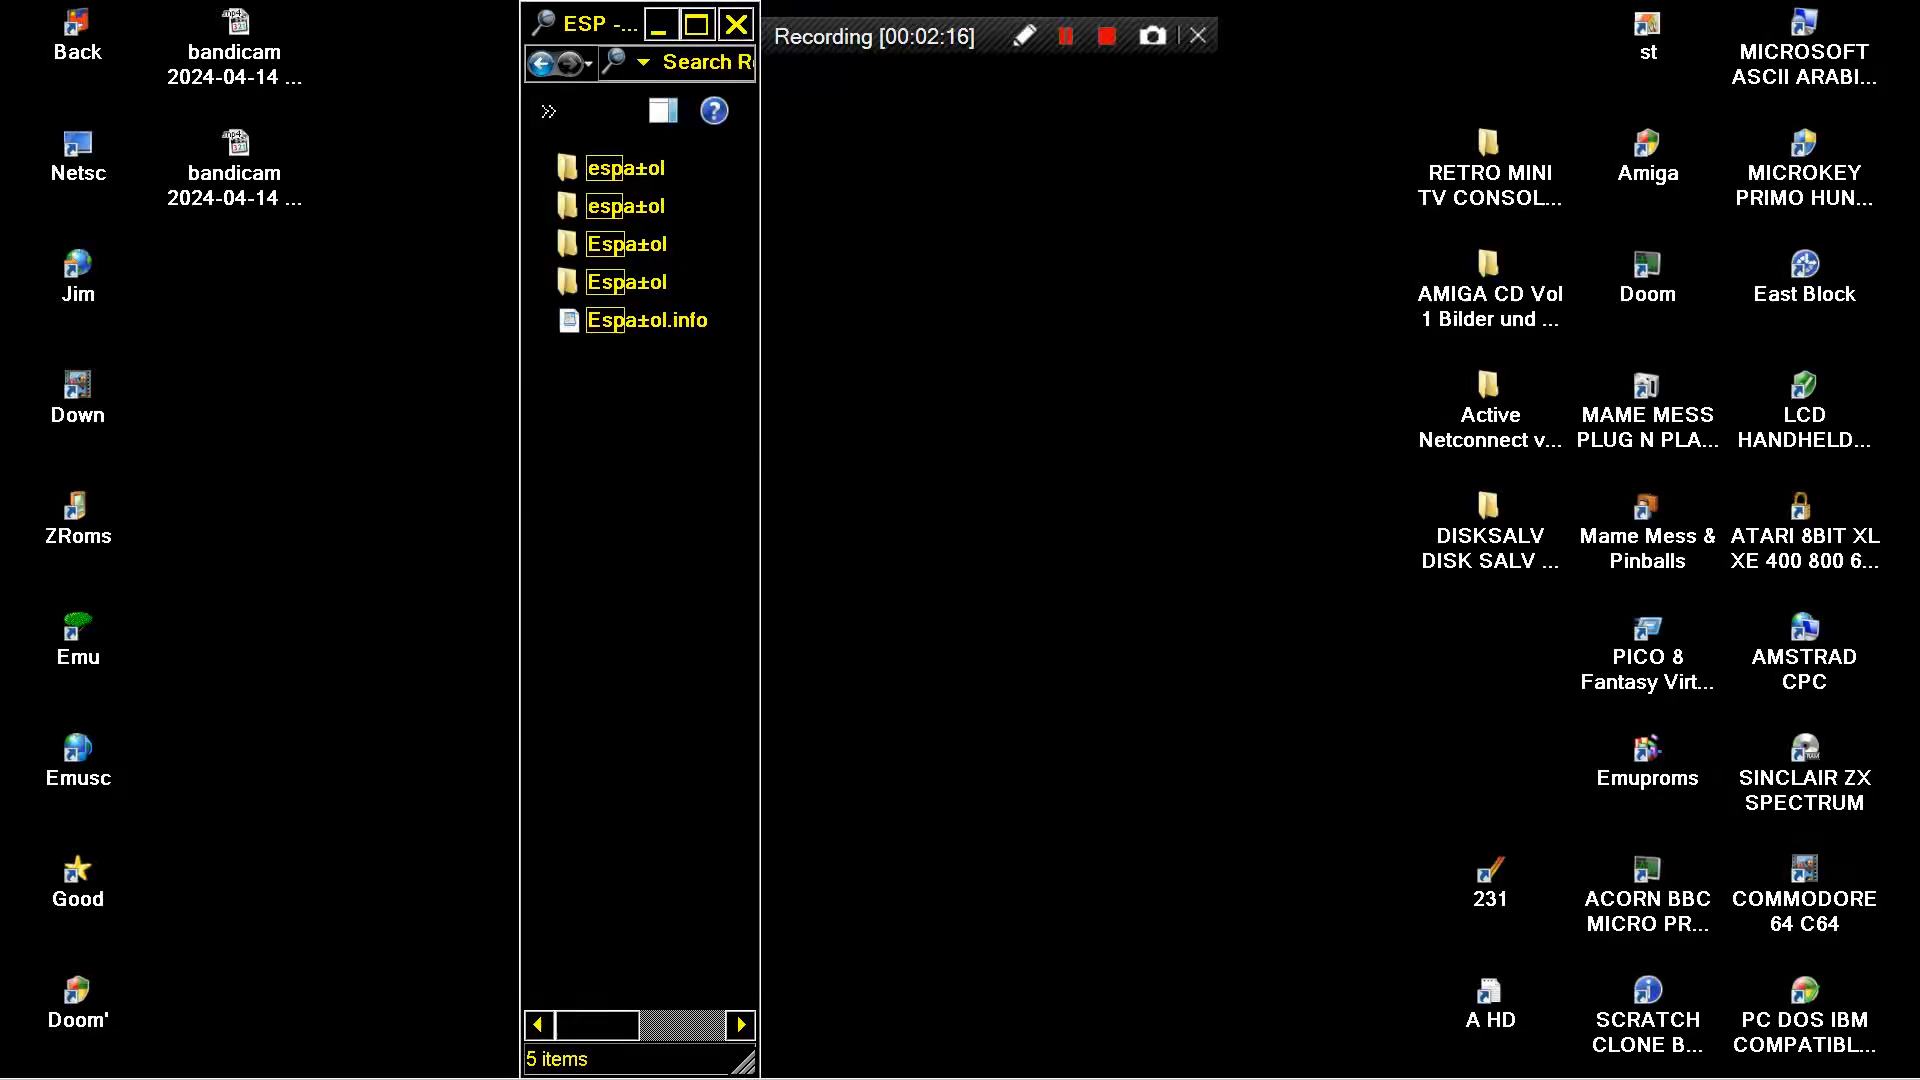 Back
bandicam
2024-04-14 ...
Netsc
bandicam
2024-04-14 ...
Jim
Down
ZRoms
Emu
Emusc
Good
Doom'
ESP -...
Search R
espa±ol
espa±ol
Espa±ol
Espa±ol
Espa±ol.info
5 items
Recording [00:02:16]
RETRO MINI
TV CONSOL...
AMIGA CD Vol
1 Bilder und ...
Active
Netconnect v...
DISKSALV
DISK SALV ...
231
A HD
st
Amiga
Doom
MAME MESS
PLUG N PLA...
Mame Mess &
Pinballs
PICO 8
Fantasy Virt...
Emuproms
ACORN BBC
MICRO PR...
SCRATCH
CLONE B...
MICROSOFT
ASCII ARABI...
MICROKEY
PRIMO HUN...
East Block
LCD
HANDHELD...
ATARI 8BIT XL
XE 400 800 6...
AMSTRAD
CPC
SINCLAIR ZX
SPECTRUM
COMMODORE
64 C64
PC DOS IBM
COMPATIBL...